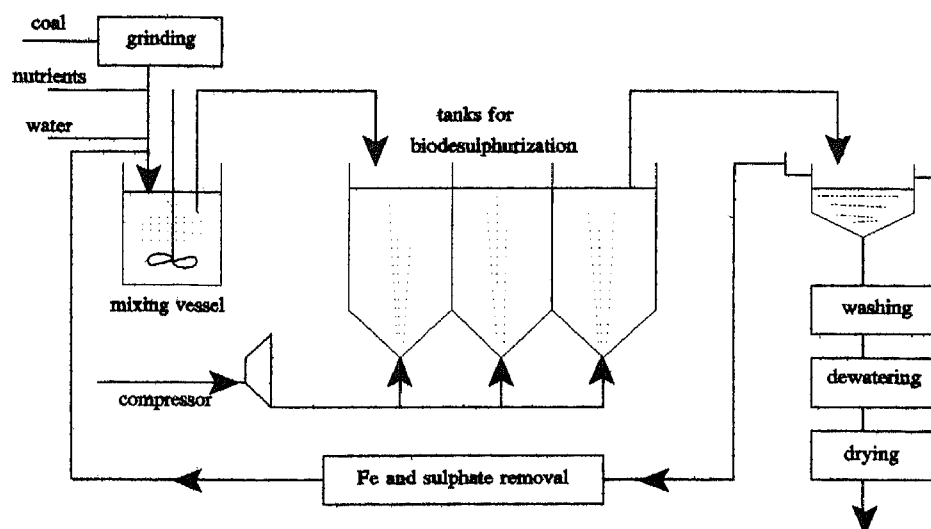 coal
grinding
nutrients
water
tanks for
biodesulphurization
mixing vessel
washing
compressor
dewatering
drying
Fe and sulphate removal